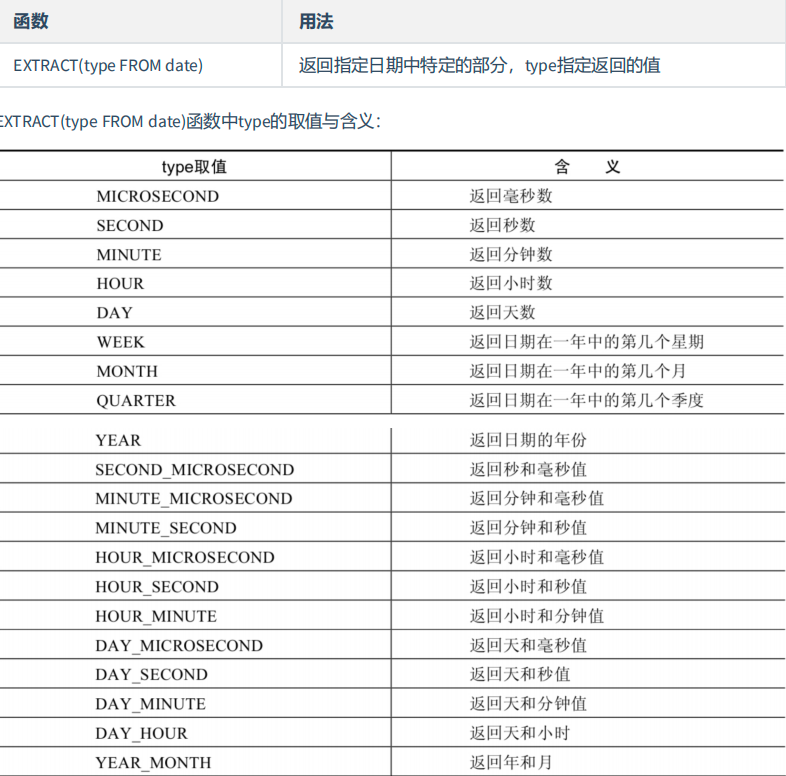 函数 用法
EXTRACT(type FROM date) 返回指定日期中特定的部分，type指定返回的值
EXTRACT(type FROM date)函数中type的取值与含义：
type取值 含 义
MICROSECOND 返回毫秒数
SECOND 返回秒数
MINUTE 返回分钟数
HOUR 返回小时数
DAY 返回天数
WEEK 返回日期在一年中的第几个星期
MONTH 返回日期在一年中的第几个月
QUARTER 返回日期在一年中的第几个季度
YEAR 返回日期的年份
SECOND_MICROSECOND 返回秒和毫秒值
MINUTE_MICROSECOND 返回分钟和毫秒值
MINUTE_SECOND 返回分钟和秒值
HOUR_MICROSECOND 返回小时和毫秒值
HOUR_SECOND 返回小时和秒值
HOUR_MINUTE 返回小时和分钟值
DAY_MICROSECOND 返回天和毫秒值
DAY_SECOND 返回天和秒值
DAY_MINUTE 返回天和分钟值
DAY_HOUR 返回天和小时
YEAR_MONTH 返回年和月